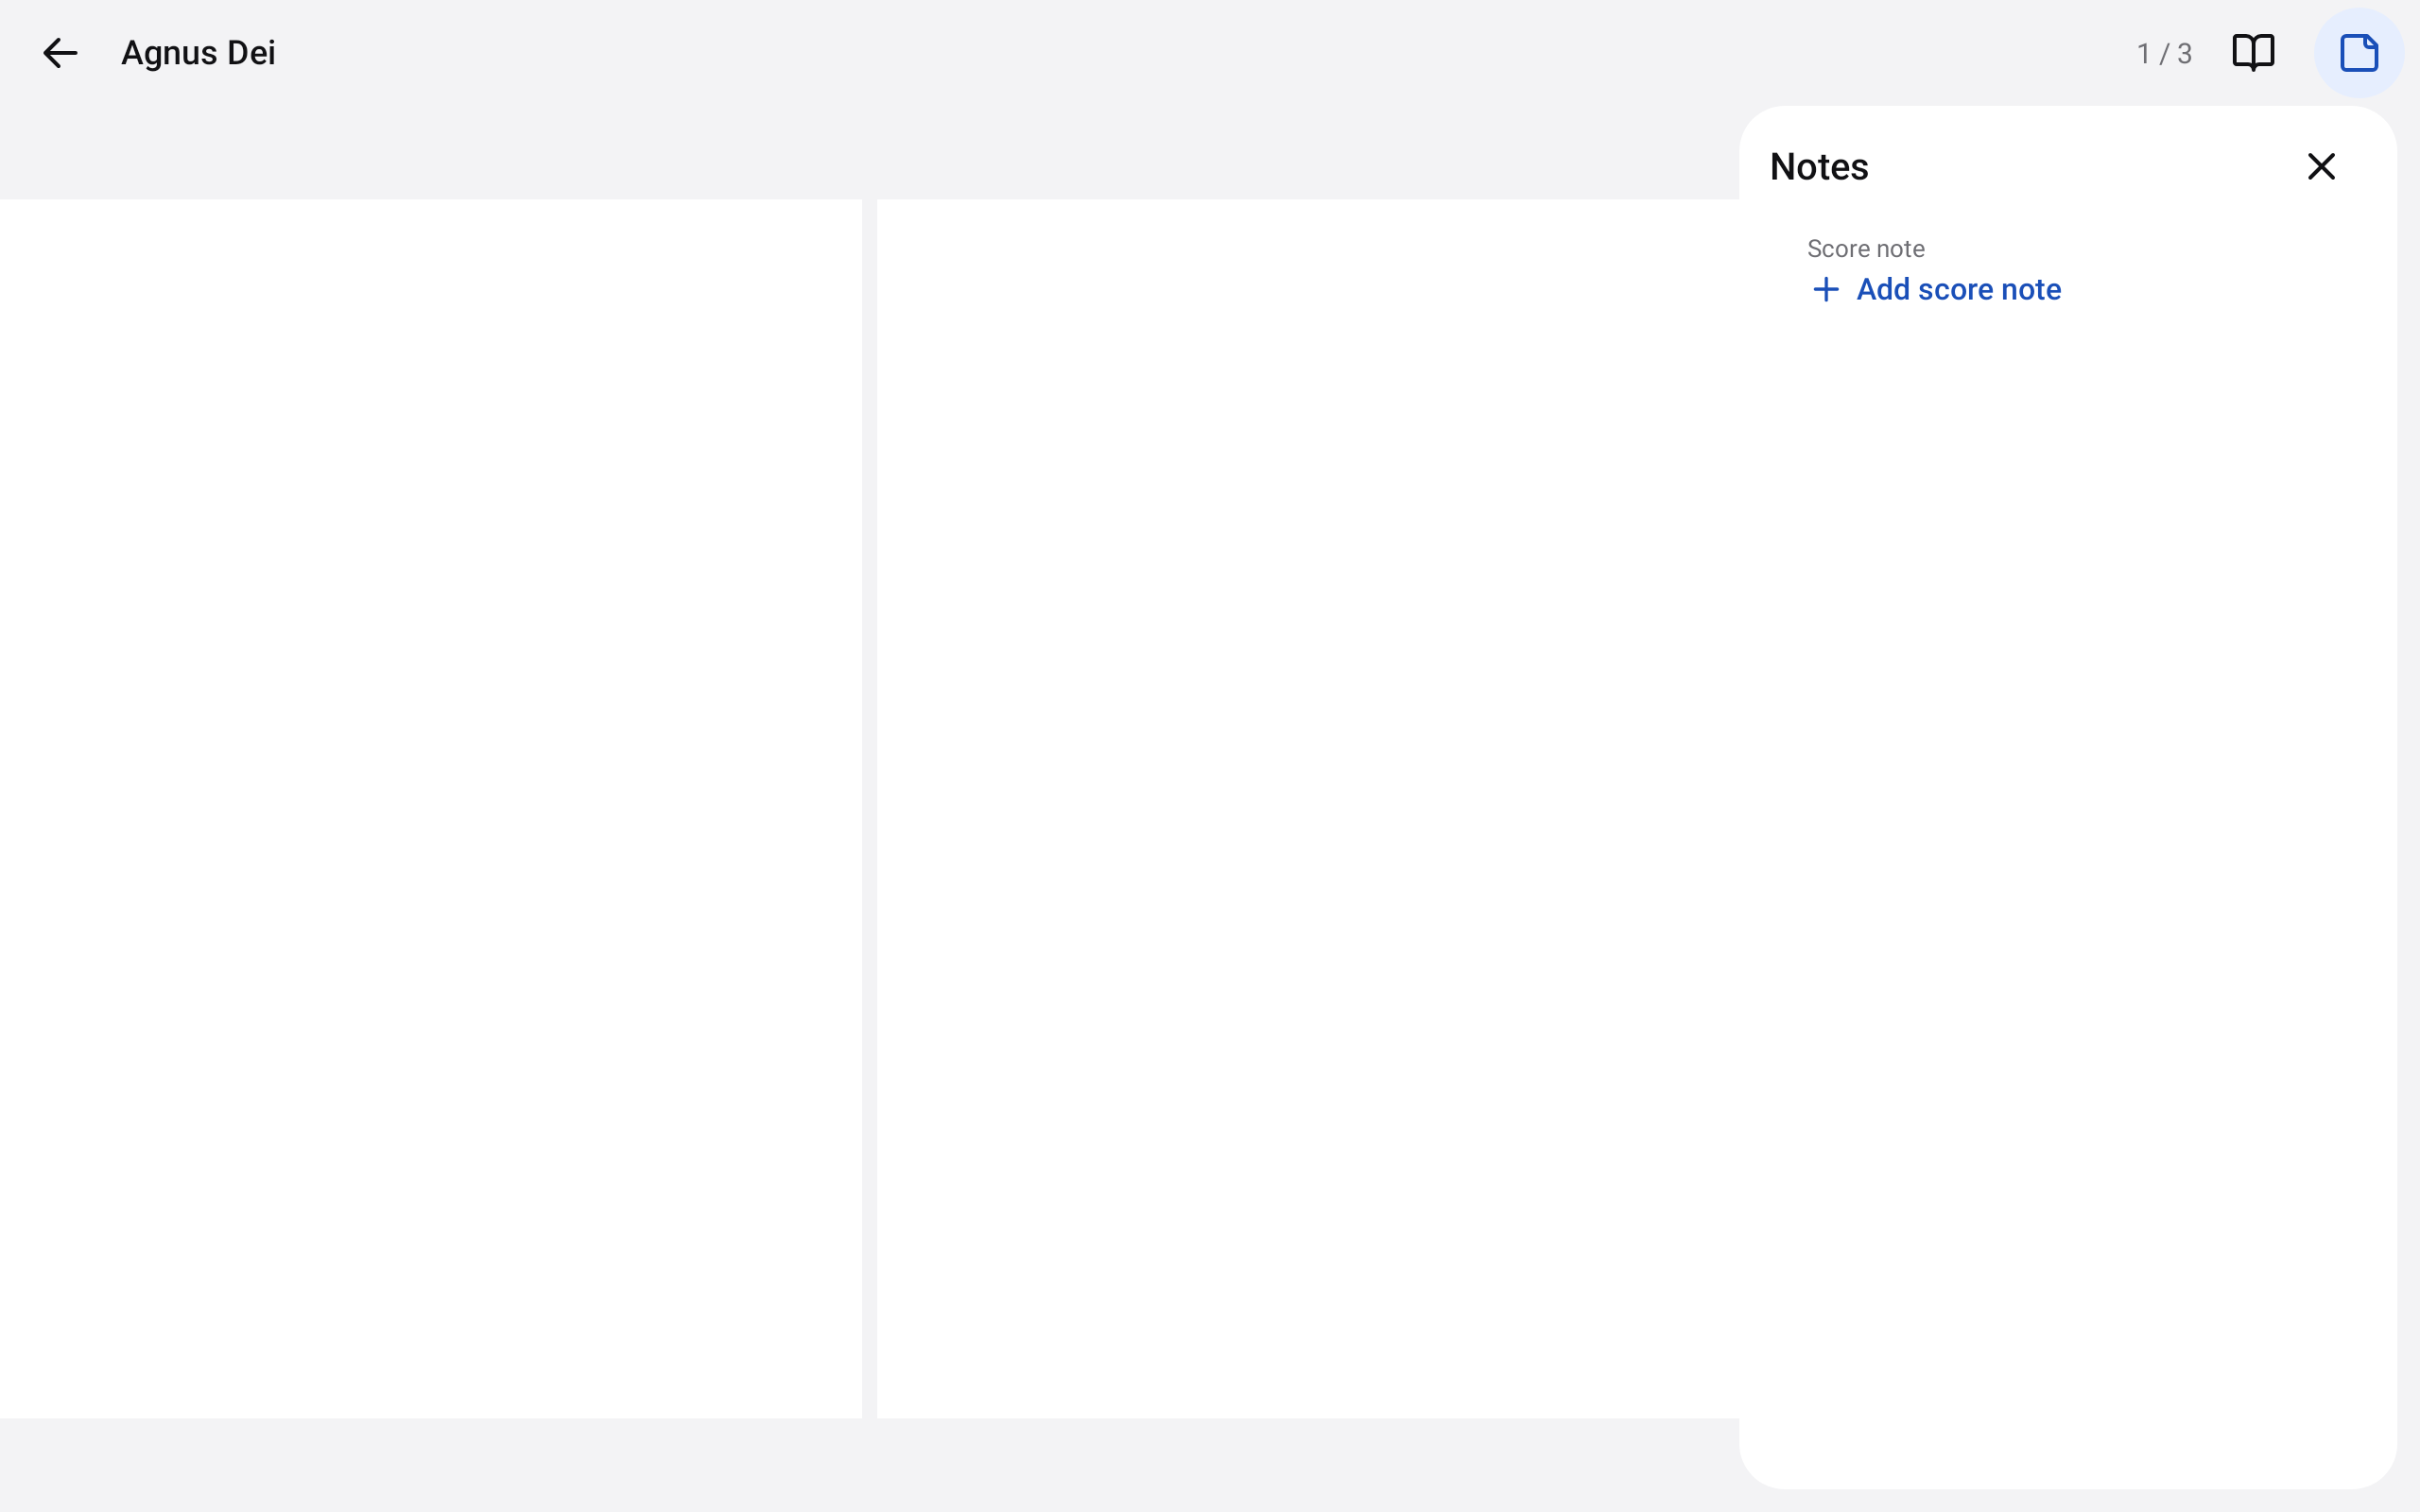 Agnus Dei
1 / 3
Notes
Score note
Add score note